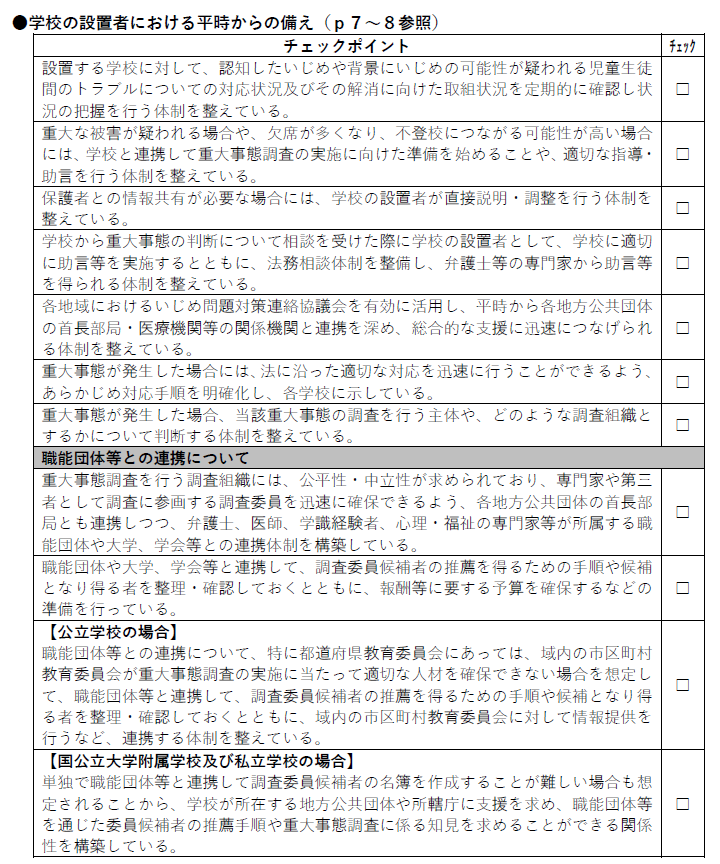 ●学校の設置者における平時からの備え（ｐ７～８参照）
チェックポイント ﾁｪｯｸ
設置する学校に対して、認知したいじめや背景にいじめの可能性が疑われる児童生徒
間のトラブルについての対応状況及びその解消に向けた取組状況を定期的に確認し状
況の把握を行う体制を整えている。 □
重大な被害が疑われる場合や、欠席が多くなり、不登校につながる可能性が高い場合
には、学校と連携して重大事態調査の実施に向けた準備を始めることや、適切な指導・
助言を行う体制を整えている。 □
保護者との情報共有が必要な場合には、学校の設置者が直接説明・調整を行う体制を
整えている。 □
学校から重大事態の判断について相談を受けた際に学校の設置者として、学校に適切
に助言等を実施するとともに、法務相談体制を整備し、弁護士等の専門家から助言等
を得られる体制を整えている。 □
各地域におけるいじめ問題対策連絡協議会を有効に活用し、平時から各地方公共団体
の首長部局・医療機関等の関係機関と連携を深め、総合的な支援に迅速につなげられ
る体制を整えている。 □
重大事態が発生した場合には、法に沿った適切な対応を迅速に行うことができるよう、
あらかじめ対応手順を明確化し、各学校に示している。 □
重大事態が発生した場合、当該重大事態の調査を行う主体や、どのような調査組織と
するかについて判断する体制を整えている。 □
職能団体等との連携について
重大事態調査を行う調査組織には、公平性・中立性が求められており、専門家や第三
者として調査に参画する調査委員を迅速に確保できるよう、各地方公共団体の首長部
局とも連携しつつ、弁護士、医師、学識経験者、心理・福祉の専門家等が所属する職
能団体や大学、学会等との連携体制を構築している。 □
職能団体や大学、学会等と連携して、調査委員候補者の推薦を得るための手順や候補
となり得る者を整理・確認しておくとともに、報酬等に要する予算を確保するなどの
準備を行っている。 □
【公立学校の場合】
職能団体等との連携について、特に都道府県教育委員会にあっては、域内の市区町村
教育委員会が重大事態調査の実施に当たって適切な人材を確保できない場合を想定し
て、職能団体等と連携して、調査委員候補者の推薦を得るための手順や候補となり得
る者を整理・確認しておくとともに、域内の市区町村教育委員会に対して情報提供を
行うなど、連携する体制を整えている。 □
【国公立大学附属学校及び私立学校の場合】
単独で職能団体等と連携して調査委員候補者の名簿を作成することが難しい場合も想
定されることから、学校が所在する地方公共団体や所轄庁に支援を求め、職能団体等
を通じた委員候補者の推薦手順や重大事態調査に係る知見を求めることができる関係
性を構築している。 □